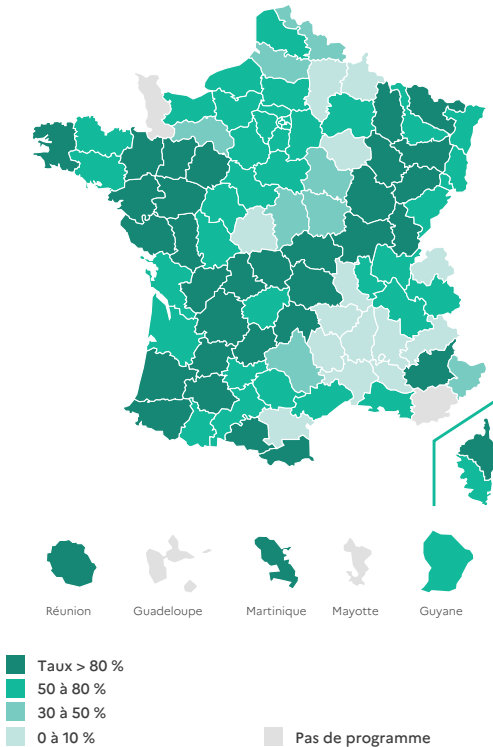 Réunion
Guadeloupe
Martinique
Mayotte
Guyane
Taux > 80 %
50 à 80 %
30 à 50 %
0 à 10 %
Pas de programme